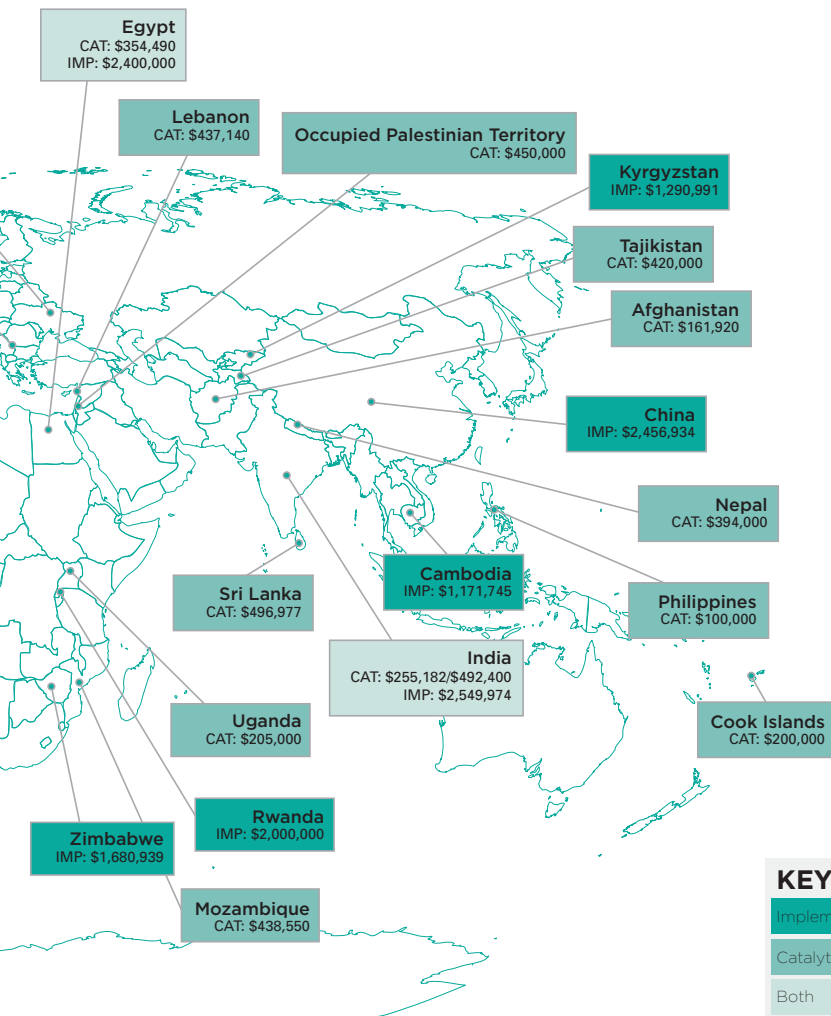 Egypt
CAT: $354,490
IMP: $2,400,000
Lebanon
CAT: $437,140
Occupied Palestinian Territory
CAT: $450,000
Kyrgyzstan
IMP: $1,290,991
Tajikistan
CAT: $420,000
Afghanistan
CAT: $161,920
China
IMP: $2,456,934
Nepal
CAT: $394,000
Cambodia
IMP: $1,171,745
Sri Lanka
CAT: $496,977
Philippines
CAT: $100,000
India
CAT: $255,182/$492,400
IMP: $2,549,974
Uganda
CAT: $205,000
Cook Islands
CAT: $200,000
Rwanda
IMP: $2,000,000
Zimbabwe
IMP: $1,680,939
Mozambique
CAT: $438,550
KEY
Implem
Catalyt
Both